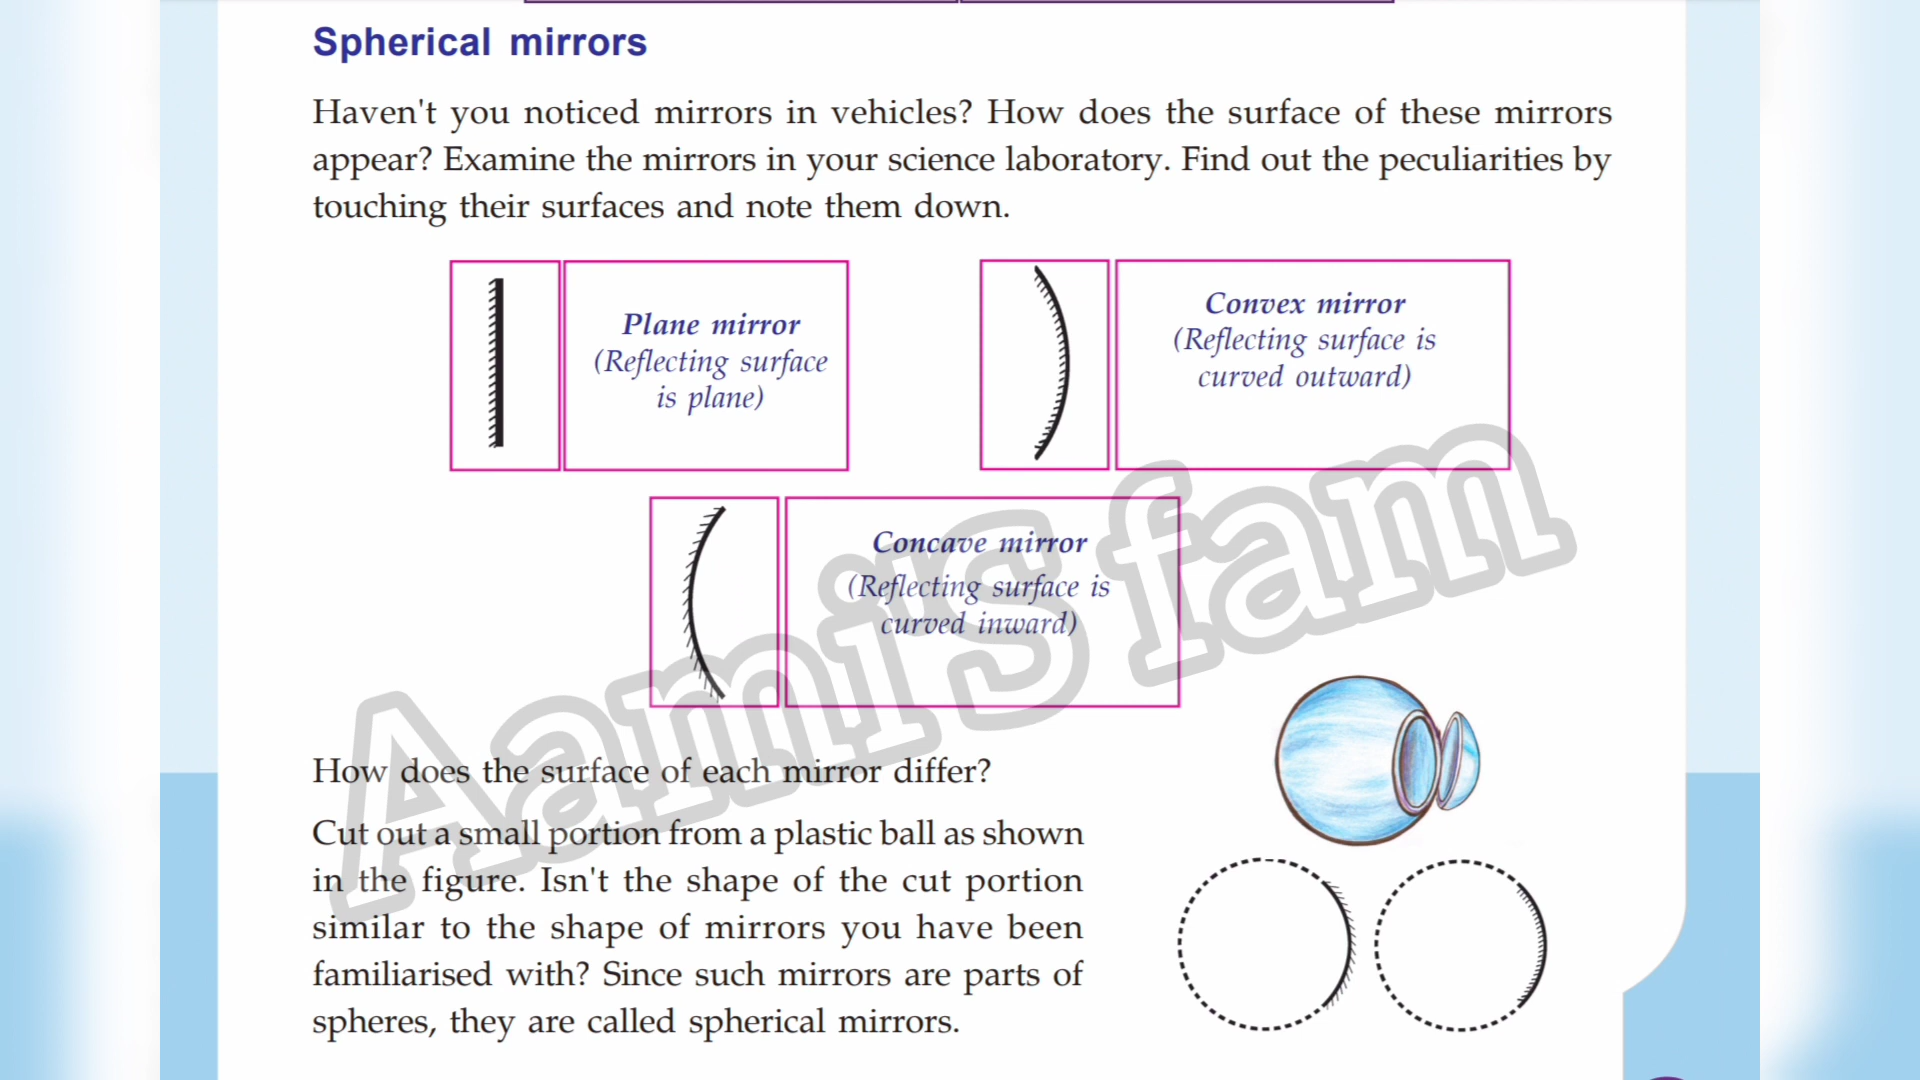 Spherical mirrors
Haven't you noticed mirrors in vehicles? How does the surface of these mirrors
appear? Examine the mirrors in your science laboratory. Find out the peculiarities by
touching their surfaces and note them down.
Plane mirror
(Reflecting surface
is plane)
Convex mirror
(Reflecting surface is
curved outward)
Concave mirror
(Reflecting surface is
curved inward)
Aami'S fam
How does the surface of each mirror differ?
Cut out a small portion from a plastic ball as shown
in the figure. Isn't the shape of the cut portion
similar to the shape of mirrors you have been
familiarised with? Since such mirrors are parts of
spheres, they are called spherical mirrors.